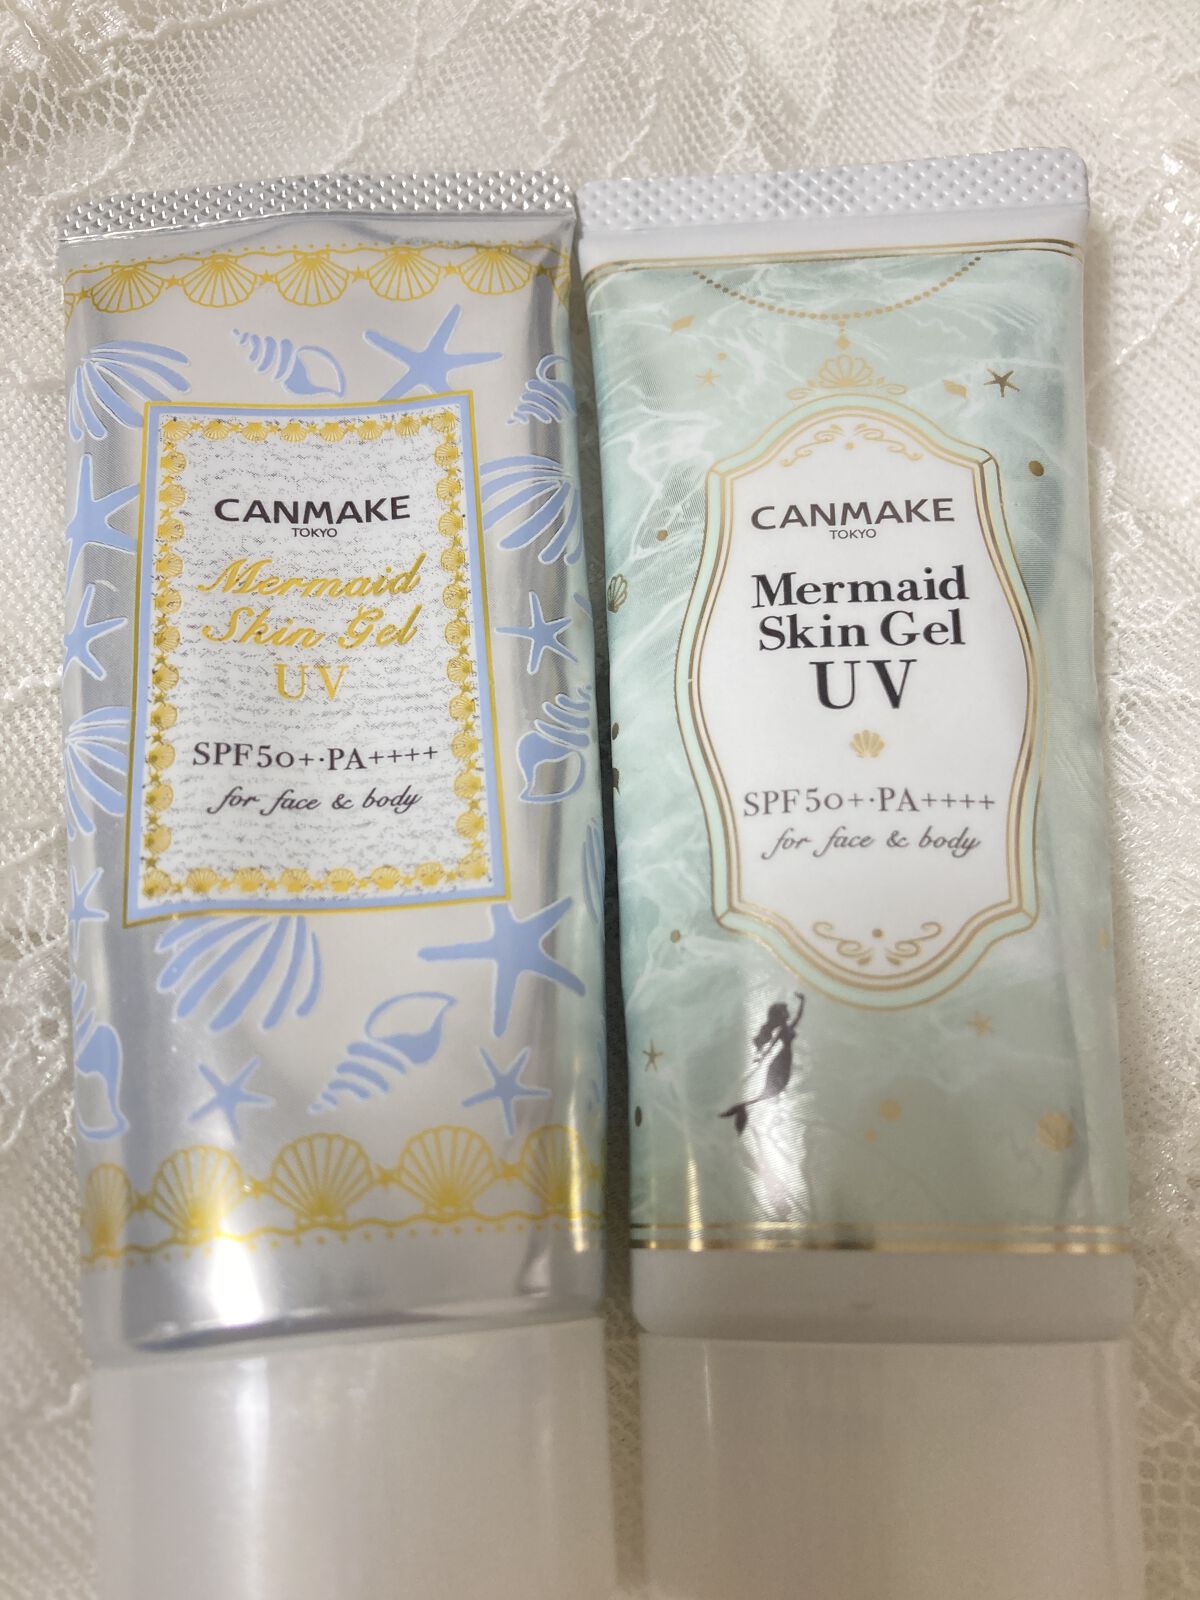 CANMAKE
TOKYO
Mermaid
Skin Gel
UV
SPF50+·PA++++
for face & body
CANMAKE
TOKYO
Mermaid
Skin Gel
UV
SPF50+·PA++++
for face & body